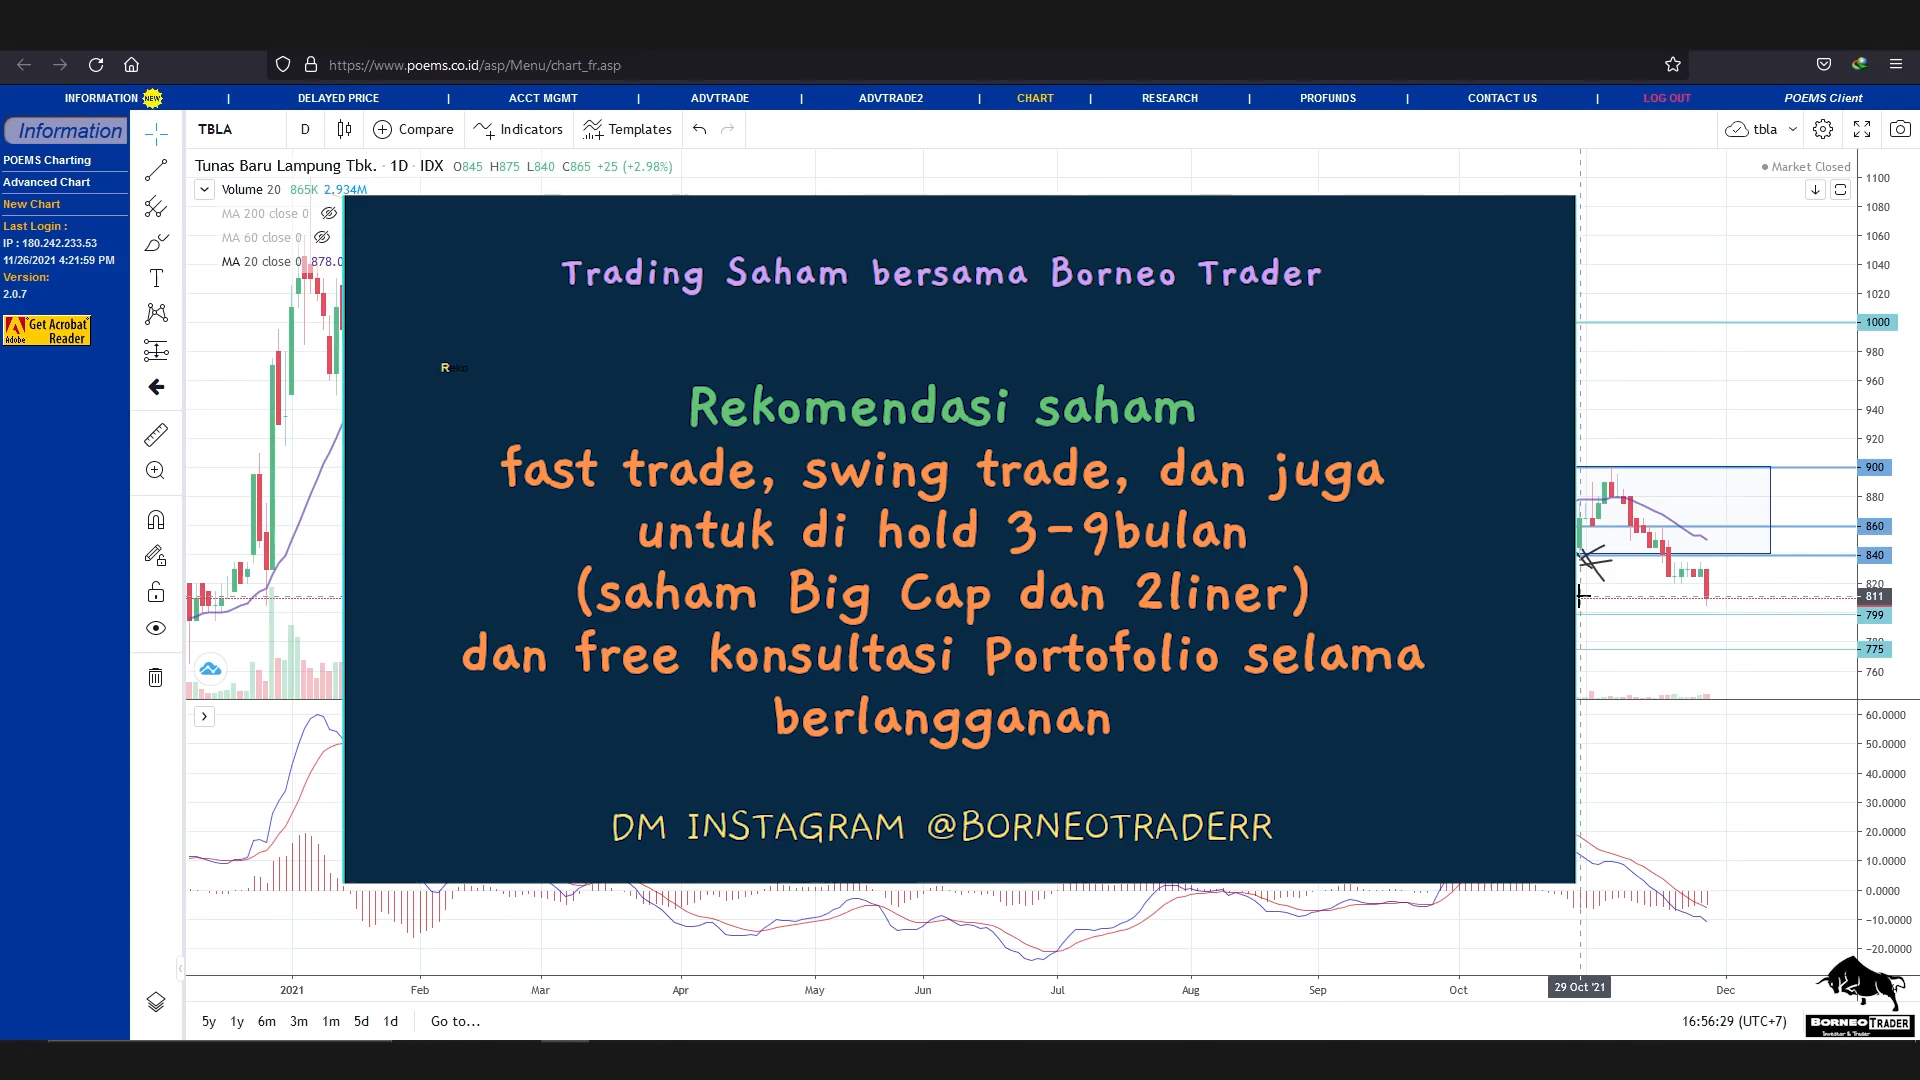 https://www.poems.co.id/asp/Menu/chart_fr.asp
INFORMATION NEW | DELAYED PRICE | ACCT MGMT | ADVTRADE | ADVTRADE2 | CHART | RESEARCH | PROFUNDS | CONTACT US | LOG OUT POEMS Client
Information
POEMS Charting
Advanced Chart
New Chart
Last Login :
IP : 180.242.233.53
11/26/2021 4:21:59 PM
Version:
2.0.7
Get Acrobat
Adobe Reader
TBLA D Compare Indicators Templates tbla
Tunas Baru Lampung Tbk. · 1D · IDX O845 H875 L840 C865 +25 (+2.98%)
Market Closed
Volume 20 865K 2.934M
MA 200 close 0
MA 60 close 0
MA 20 close 0 878.0
Trading Saham bersama Borneo Trader
Reko
Rekomendasi saham
fast trade, swing trade, dan juga
untuk di hold 3-9bulan
(saham Big Cap dan 2liner)
dan free konsultasi Portofolio selama
berlangganan
DM INSTAGRAM @BORNEOTRADERR
1100
1080
1060
1040
1020
1000
980
960
940
920
900
880
860
840
820
811
799
775
760
60.0000
50.0000
40.0000
30.0000
20.0000
10.0000
0.0000
-10.0000
-20.0000
2021 Feb Mar Apr May Jun Jul Aug Sep Oct 29 Oct '21 Dec
5y 1y 6m 3m 1m 5d 1d Go to...
16:56:29 (UTC+7)
BORNEO TRADER
Investor & Trader